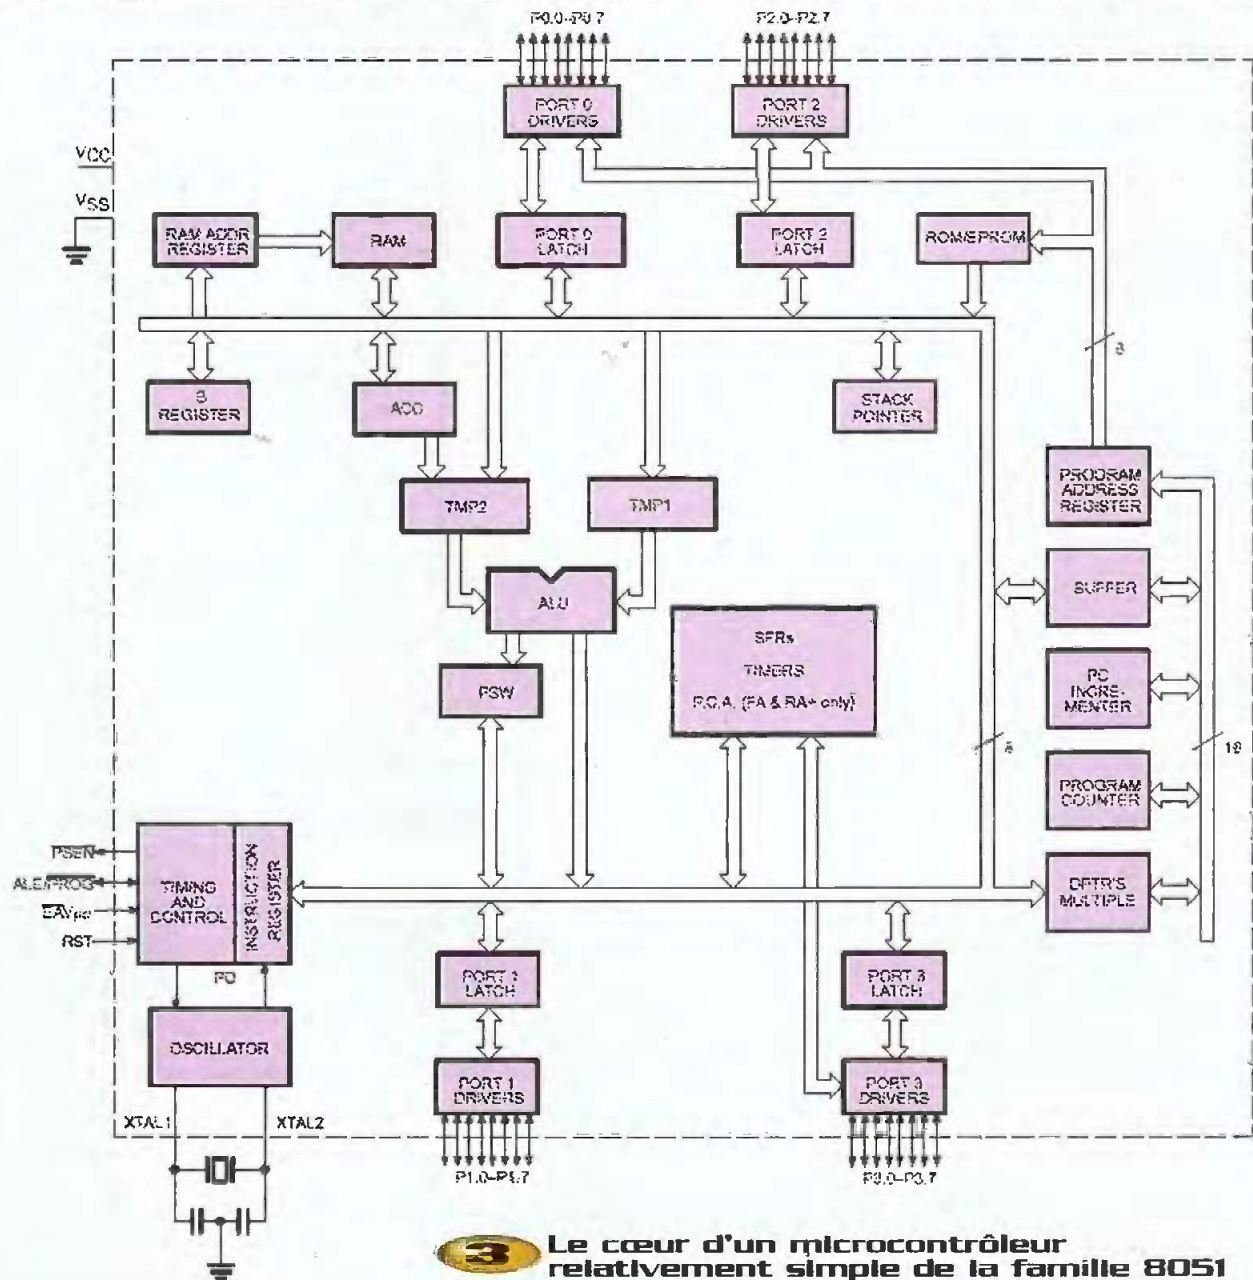 P0.0–P0.7
P2.0–P2.7
PORT 0
DRIVERS
PORT 2
DRIVERS
VCC
VSS
RAM ADDR
REGISTER
RAM
PORT 0
LATCH
PORT 2
LATCH
ROM/EPROM
8
B
REGISTER
ACC
STACK
POINTER
PROGRAM
ADDRESS
REGISTER
TMP2
TMP1
BUFFER
ALU
SFRs
TIMERS
P.C.A. (FA & RA+ only)
PSW
PC
INCRE-
MENTER
8
16
PROGRAM
COUNTER
PSEN
ALE/PROG
EAVpp
RST
TIMING
AND
CONTROL
INSTRUCTION
REGISTER
DPTR'S
MULTIPLE
PD
PORT 1
LATCH
PORT 3
LATCH
OSCILLATOR
PORT 1
DRIVERS
PORT 3
DRIVERS
XTAL1
XTAL2
P1.0–P1.7
P3.0–P3.7
3 Le cœur d'un microcontrôleur
relativement simple de la famille 8051